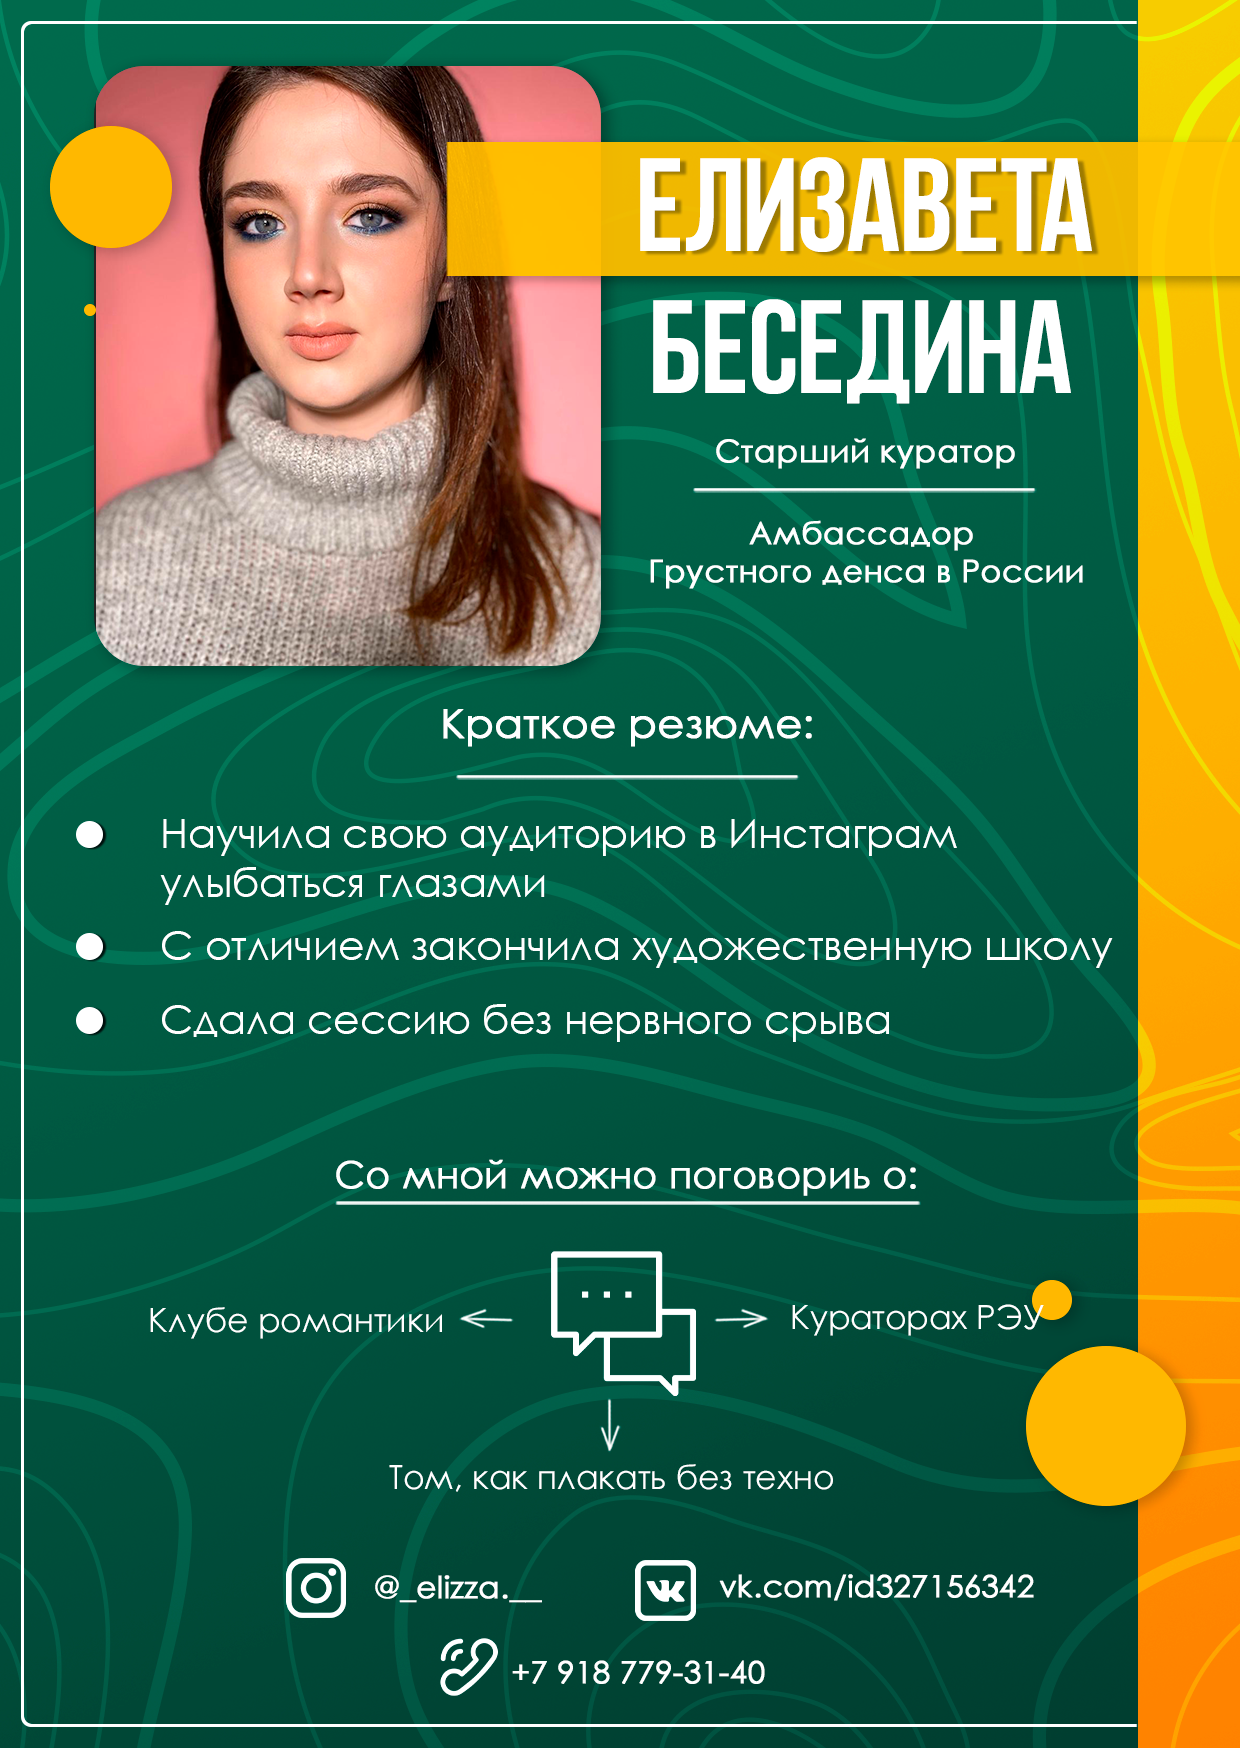 ЕЛИЗАВЕТА
БЕСЕДИНА
Старший куратор
Амбассадор
Грустного денса в России
Краткое резюме:
Научила свою аудиторию в Инстаграм
улыбаться глазами
С отличием закончила художественную школу
Сдала сессию без нервного срыва
Со мной можно поговориь о:
Клубе романтики
Кураторах РЭУ
Том, как плакать без техно
@_elizza.__
vk.com/id327156342
+7 918 779-31-40